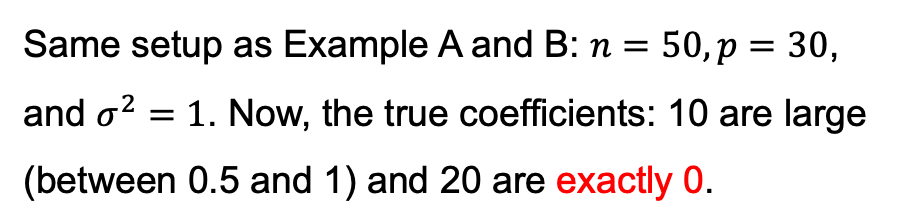 Same setup as Example A and B: n = 50, p = 30,
and σ² = 1. Now, the true coefficients: 10 are large
(between 0.5 and 1) and 20 are exactly 0.